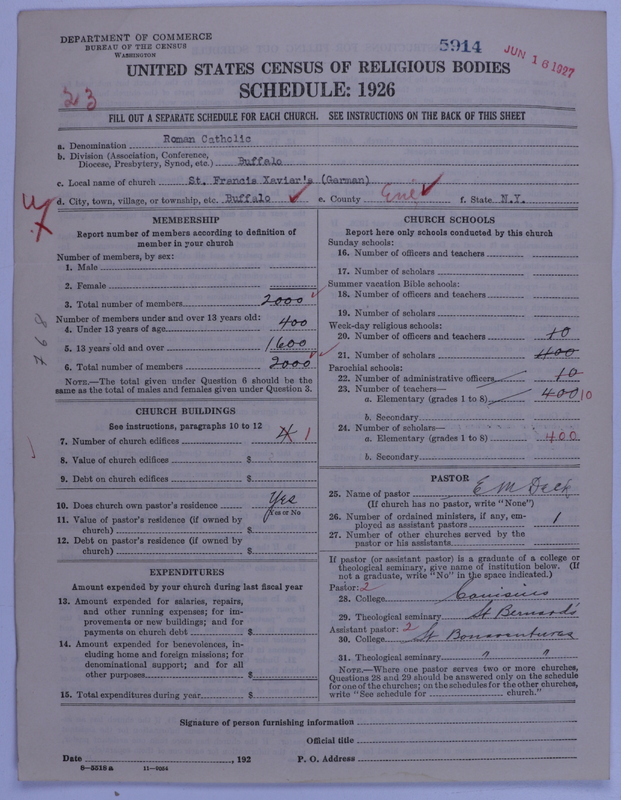 DEPARTMENT OF COMMERCE
BUREAU OF THE CENSUS
WASHINGTON
5914
JUN 18 1927
UNITED STATES CENSUS OF RELIGIOUS BODIES
SCHEDULE: 1926
23
FILL OUT A SEPARATE SCHEDULE FOR EACH CHURCH. SEE INSTRUCTIONS ON THE BACK OF THIS SHEET
a. Denomination Roman Catholic
b. Division (Association, Conference,
Diocese, Presbytery, Synod, etc.) Buffalo
c. Local name of church St. Francis Xavier's (German)
d. City, town, village, or township, etc. Buffalo e. County Erie f. State N.Y.
MEMBERSHIP
Report number of members according to definition of
member in your church
Number of members, by sex:
1. Male
2. Female
3. Total number of members 2000
Number of members under and over 13 years old:
4. Under 13 years of age 400
5. 13 years old and over 1600
6. Total number of members 2000
768
NOTE.—The total given under Question 6 should be
same as the total of males and females given under Question 3.
CHURCH BUILDINGS
See instructions, paragraphs 10 to 12
7. Number of church edifices 4 1
8. Value of church edifices $
9. Debt on church edifices $
10. Does church own pastor's residence Yes
Yes or No
11. Value of pastor's residence (if owned by
church) $
12. Debt on pastor's residence (if owned by
church) $
EXPENDITURES
Amount expended by your church during last fiscal year
13. Amount expended for salaries, repairs,
and other running expenses; for im-
provements or new buildings; and for
payments on church debt $
14. Amount expended for benevolences, in-
cluding home and foreign missions; for
denominational support; and for all
other purposes $
15. Total expenditures during year $
CHURCH SCHOOLS
Report here only schools conducted by this church
Sunday schools:
16. Number of officers and teachers
17. Number of scholars
Summer vacation Bible schools:
18. Number of officers and teachers
19. Number of scholars
Week-day religious schools:
20. Number of officers and teachers 10
21. Number of scholars 400
Parochial schools:
22. Number of administrative officers 10
23. Number of teachers—
a. Elementary (grades 1 to 8) 400 10
b. Secondary
24. Number of scholars—
a. Elementary (grades 1 to 8) 400
b. Secondary
PASTOR
25. Name of pastor E M
(If church has no pastor, write "None")
26. Number of ordained ministers, if any, em-
ployed as assistant pastors 1
27. Number of other churches served by the
pastor or his assistants
If pastor (or assistant pastor) is a graduate of a college or
theological seminary, give name of institution below. (If
not a graduate, write "No" in the space indicated.)
Pastor: 2
28. College Canisius
29. Theological seminary St Bernard's
Assistant pastor: 2
30. College St Bonaventures
31. Theological seminary " "
NOTE.—Where one pastor serves two or more churches,
Questions 28 and 29 should be answered only on the schedule
for one of the churches; on the schedules for the other churches,
write "See schedule for church."
Signature of person furnishing information
Official title
Date , 192 P. O. Address
8—5518 a 11—9064